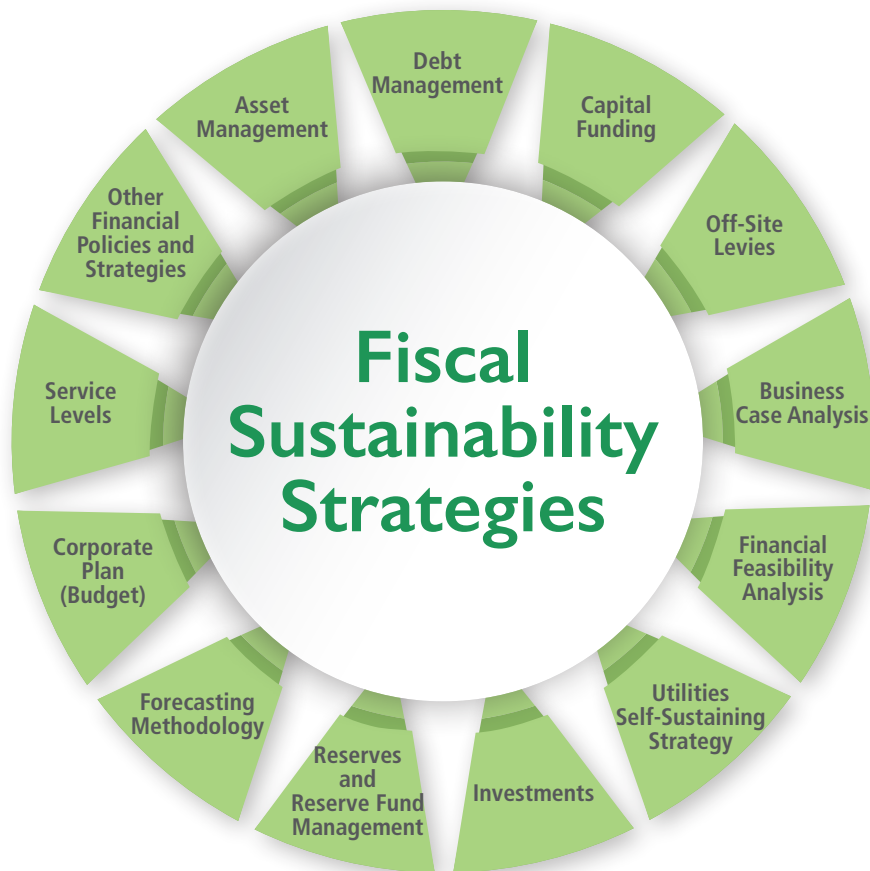 Fiscal
Sustainability
Strategies
Debt
Management
Capital
Funding
Off-Site
Levies
Business
Case Analysis
Financial
Feasibility
Analysis
Utilities
Self-Sustaining
Strategy
Investments
Reserves
and
Reserve Fund
Management
Forecasting
Methodology
Corporate
Plan
(Budget)
Service
Levels
Other
Financial
Policies and
Strategies
Asset
Management